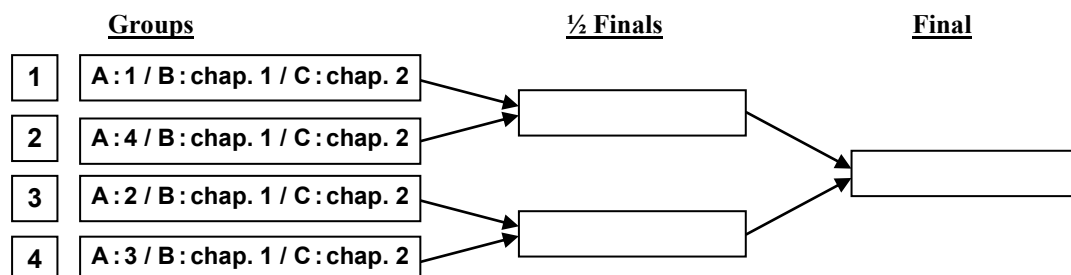 Groups ½ Finals Final
1 A : 1 / B : chap. 1 / C : chap. 2
2 A : 4 / B : chap. 1 / C : chap. 2
3 A : 2 / B : chap. 1 / C : chap. 2
4 A : 3 / B : chap. 1 / C : chap. 2